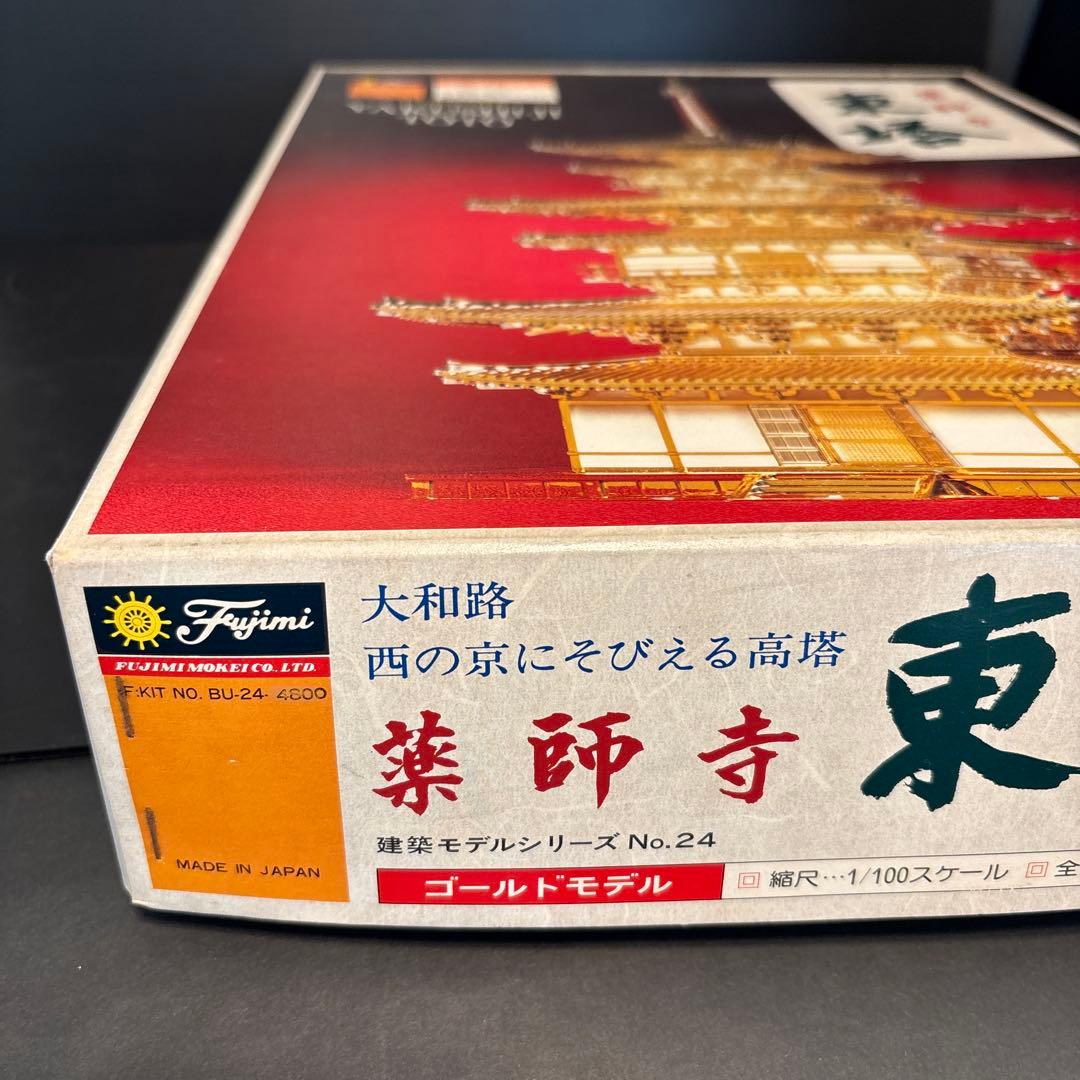 Fujimi
FUJIMI MOKEI CO. LTD.
F:KIT NO. BU-24- 4800
MADE IN JAPAN
大和路
西の京にそびえる高塔
薬師寺 東
建築モデルシリーズ No.24
ゴールドモデル 縮尺…1/100スケール 全